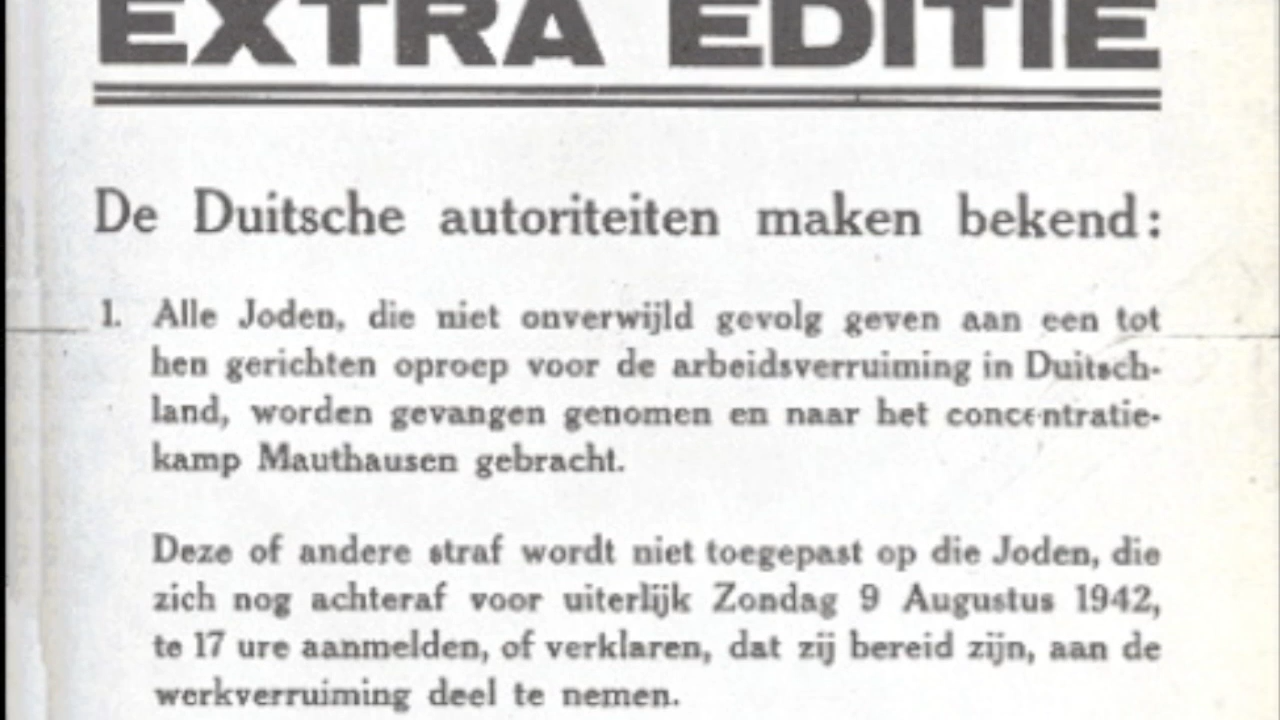 EXTRA EDITIE
De Duitsche autoriteiten maken bekend:
1. Alle Joden, die niet onverwijld gevolg geven aan een tot
hen gerichten oproep voor de arbeidsverruiming in Duitsch-
land, worden gevangen genomen en naar het concentratie-
kamp Mauthausen gebracht.
Deze of andere straf wordt niet toegepast op die Joden, die
zich nog achteraf voor uiterlijk Zondag 9 Augustus 1942,
te 17 ure aanmelden, of verklaren, dat zij bereid zijn, aan de
werkverruiming deel te nemen.